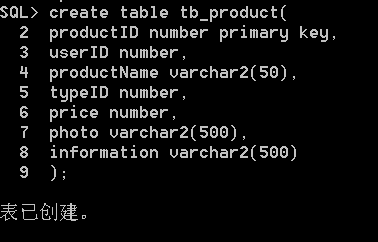 SQL> create table tb_product(
  2  productID number primary key,
  3  userID number,
  4  productName varchar2(50),
  5  typeID number,
  6  price number,
  7  photo varchar2(500),
  8  information varchar2(500)
  9  );
表已创建。